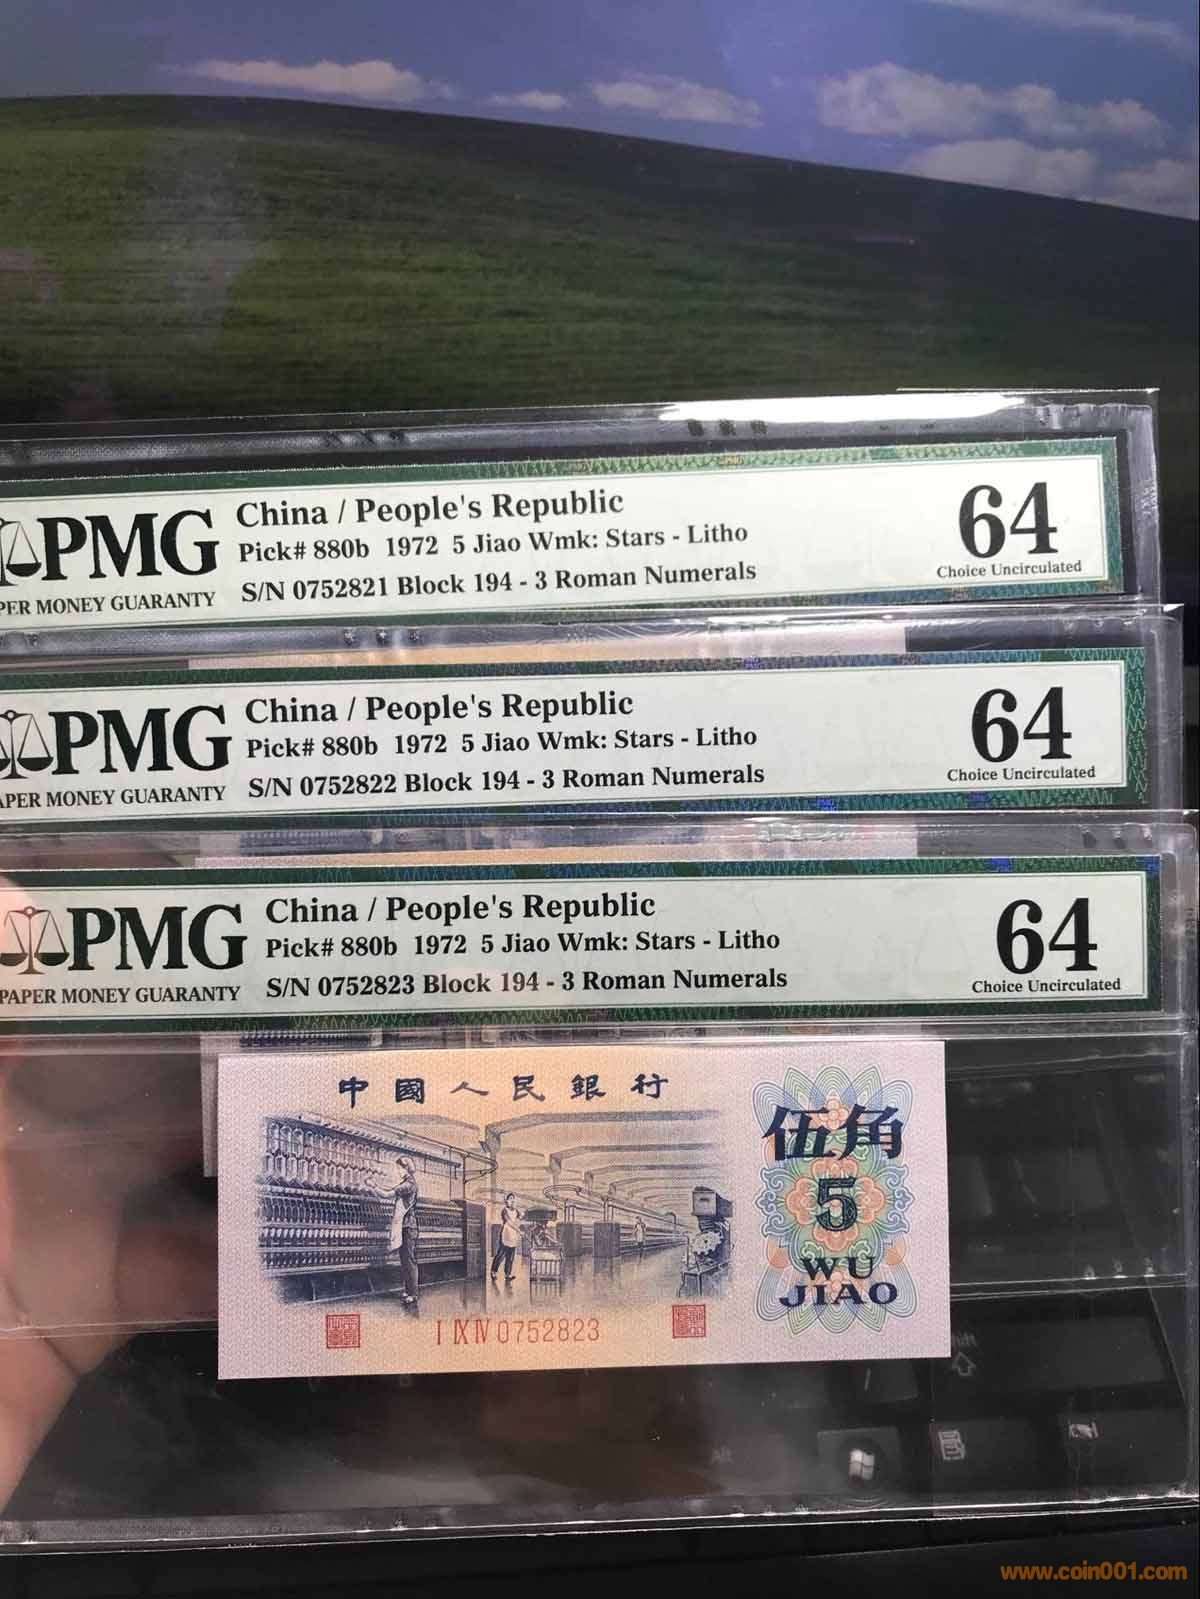 PMG
PER MONEY GUARANTY
China / People's Republic
Pick# 880b 1972 5 Jiao Wmk: Stars - Litho
S/N 0752821 Block 194 - 3 Roman Numerals
64
Choice Uncirculated
PMG
APER MONEY GUARANTY
China / People's Republic
Pick# 880b 1972 5 Jiao Wmk: Stars - Litho
S/N 0752822 Block 194 - 3 Roman Numerals
64
Choice Uncirculated
PMG
PAPER MONEY GUARANTY
China / People's Republic
Pick# 880b 1972 5 Jiao Wmk: Stars - Litho
S/N 0752823 Block 194 - 3 Roman Numerals
64
Choice Uncirculated
中國人民銀行
伍角
5
WU
JIAO
I IX IV 0752823
www.coin001.com